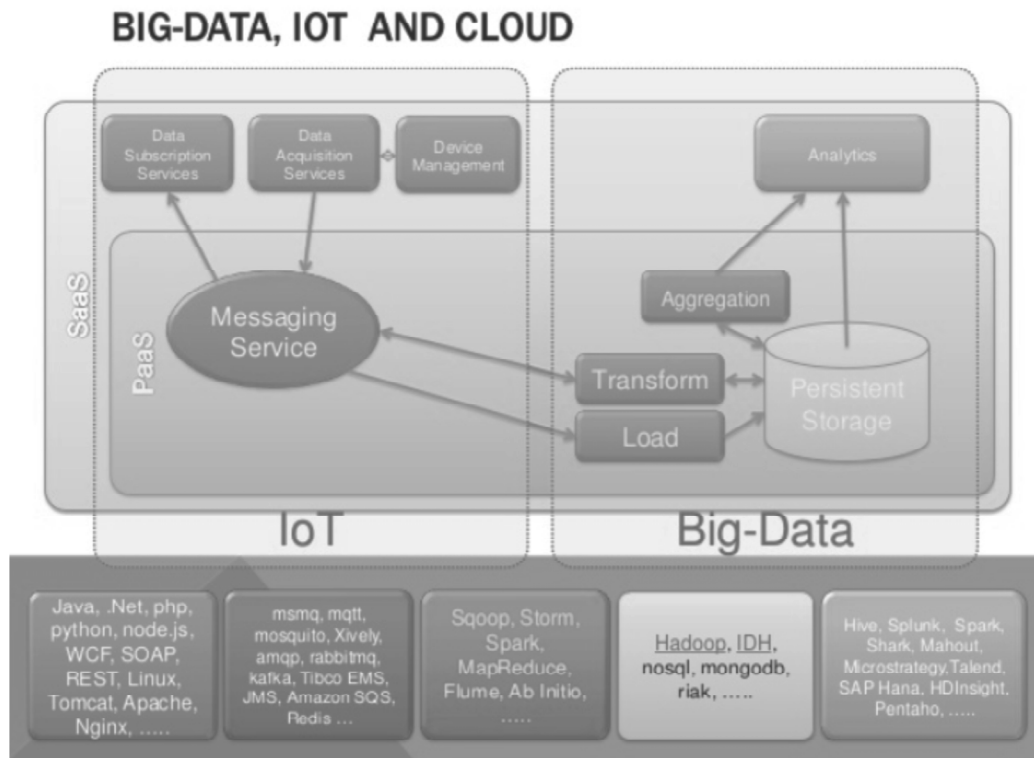 BIG-DATA, IOT AND CLOUD
Data
Subscription
Services
Data
Acquisition
Services
Device
Management
Analytics
SaaS
PaaS
Messaging
Service
Aggregation
Transform
Load
Persistent
Storage
IoT
Big-Data
Java, .Net, php,
python, node.js,
WCF, SOAP,
REST, Linux,
Tomcat, Apache,
Nginx, .....
msmq, mqtt,
mosquito, Xively,
amqp, rabbitmq,
kafka, Tibco EMS,
JMS, Amazon SQS,
Redis ...
Sqoop, Storm,
Spark,
MapReduce,
Flume, Ab Initio,
.....
Hadoop, IDH,
nosql, mongodb,
riak, .....
Hive, Splunk, Spark,
Shark, Mahout,
Microstrategy,Talend,
SAP Hana, HDInsight,
Pentaho, .....